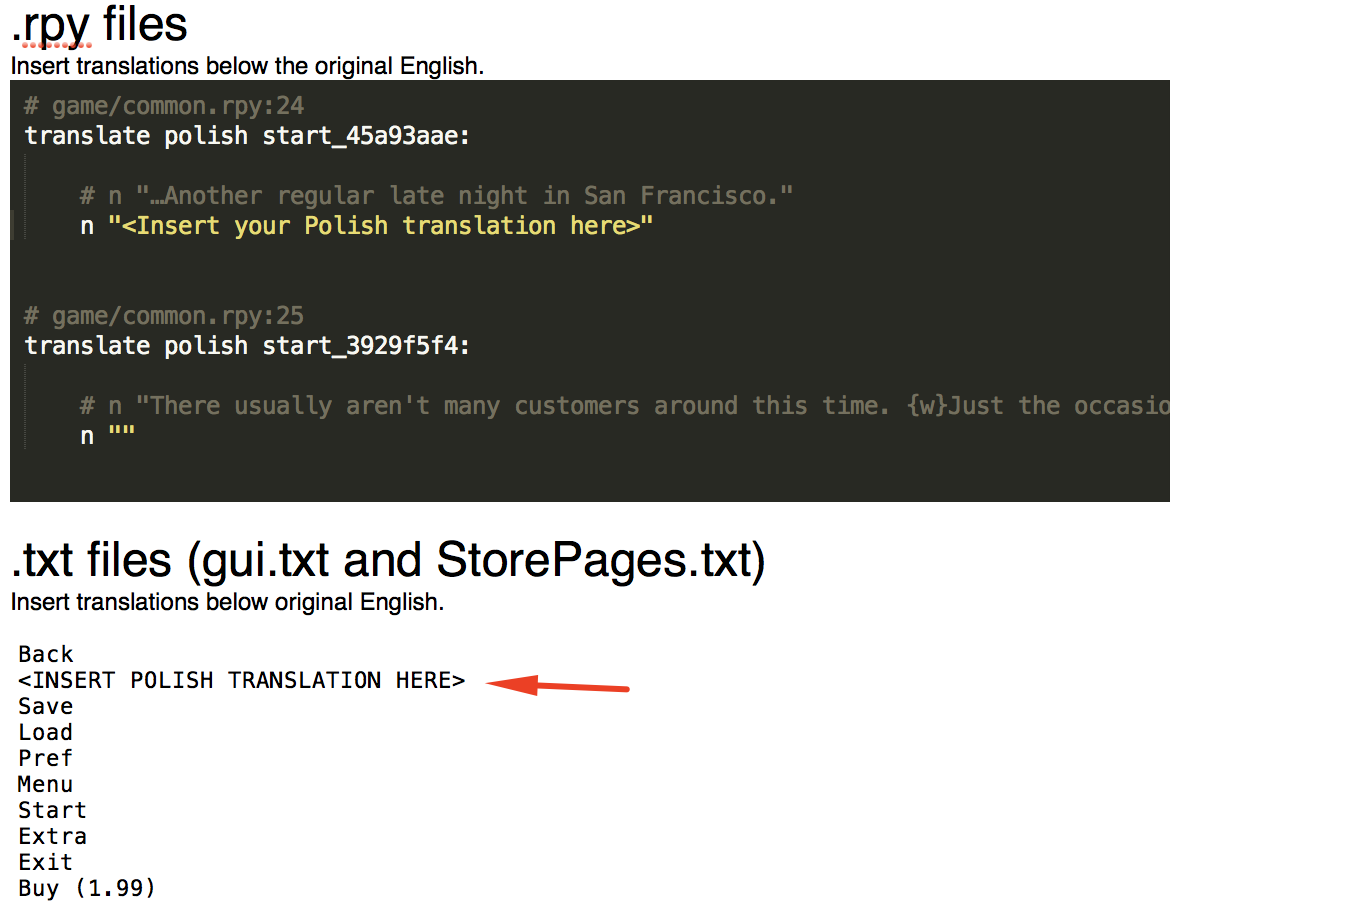 .rpy files
Insert translations below the original English.
# game/common.rpy:24
translate polish start_45a93aae:
# n "…Another regular late night in San Francisco."
n "<Insert your Polish translation here>"
# game/common.rpy:25
translate polish start_3929f5f4:
# n "There usually aren't many customers around this time. {w}Just the occasio
n ""
.txt files (gui.txt and StorePages.txt)
Insert translations below original English.
Back
<INSERT POLISH TRANSLATION HERE>
Save
Load
Pref
Menu
Start
Extra
Exit
Buy (1.99)